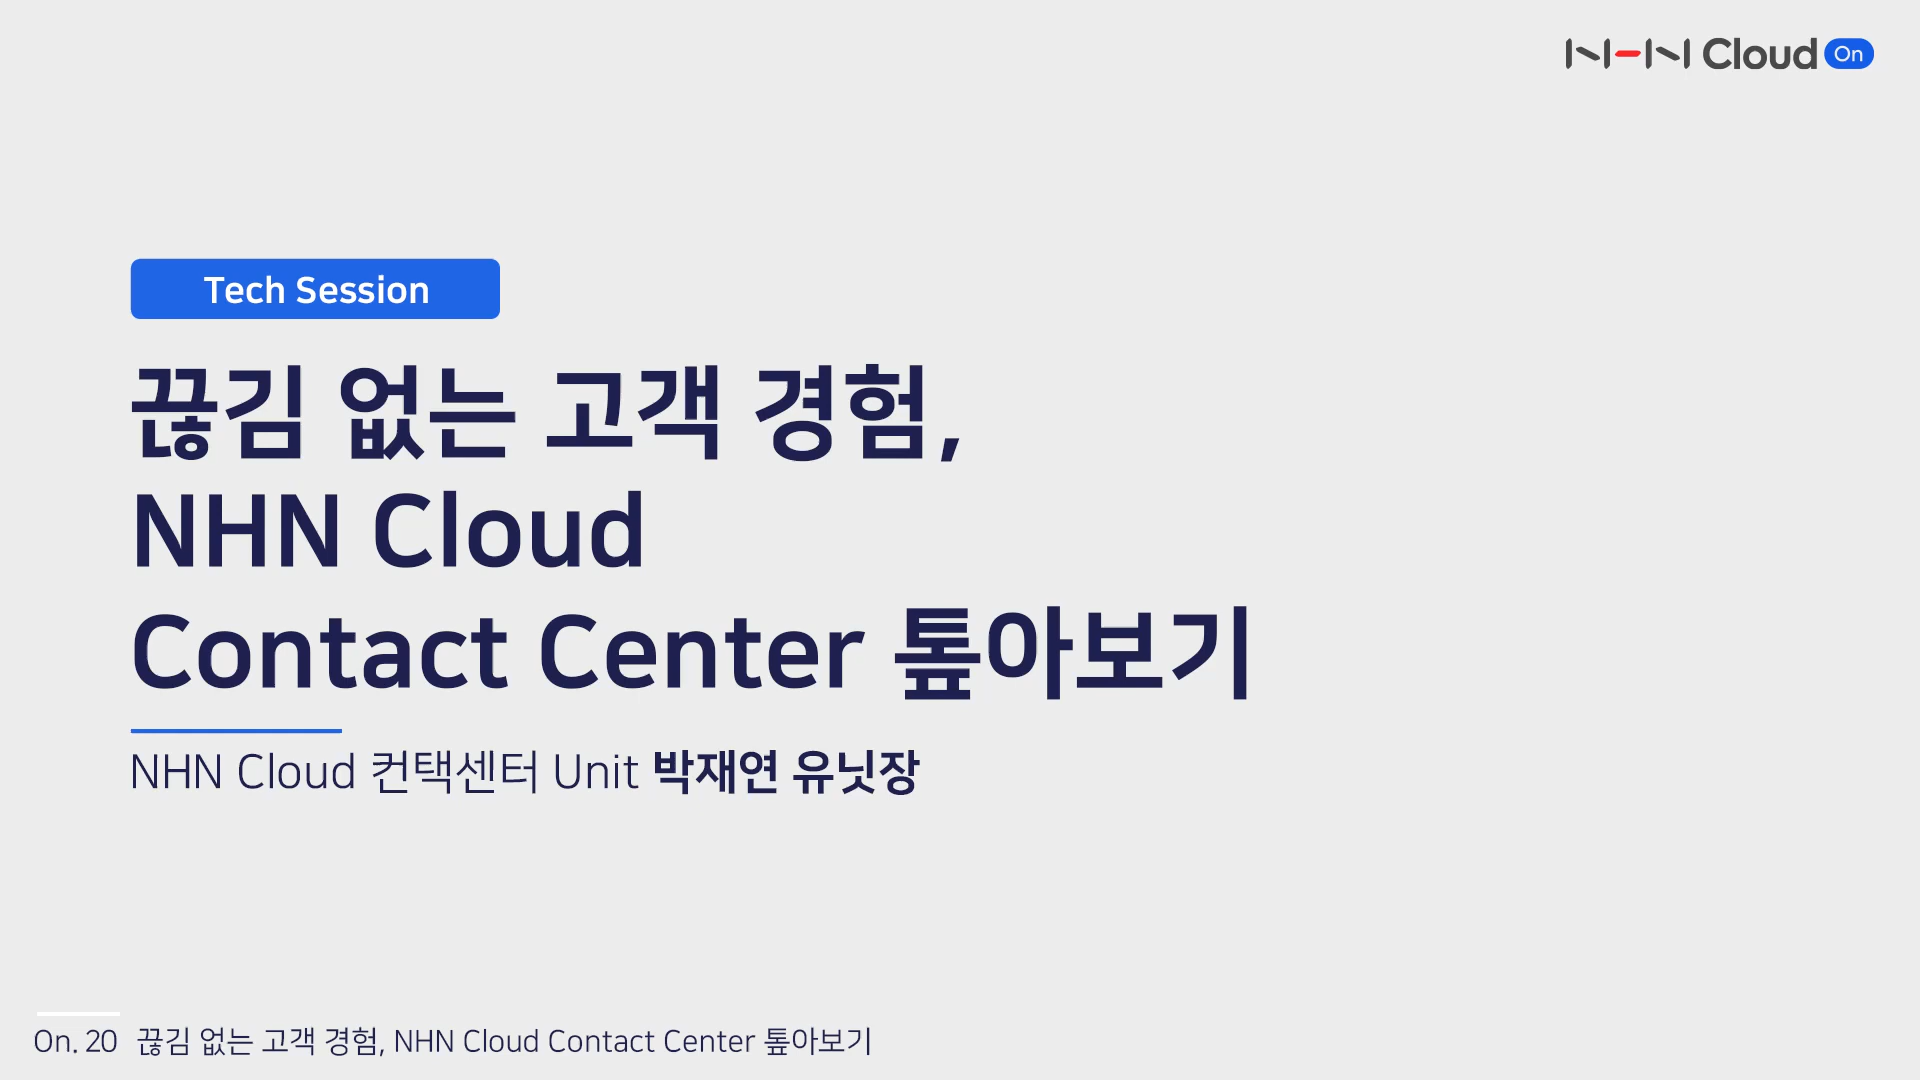 NHN Cloud On
Tech Session
끊김 없는 고객 경험,
NHN Cloud
Contact Center 톺아보기
NHN Cloud 컨택센터 Unit 박재연 유닛장
On. 20 끊김 없는 고객 경험, NHN Cloud Contact Center 톺아보기